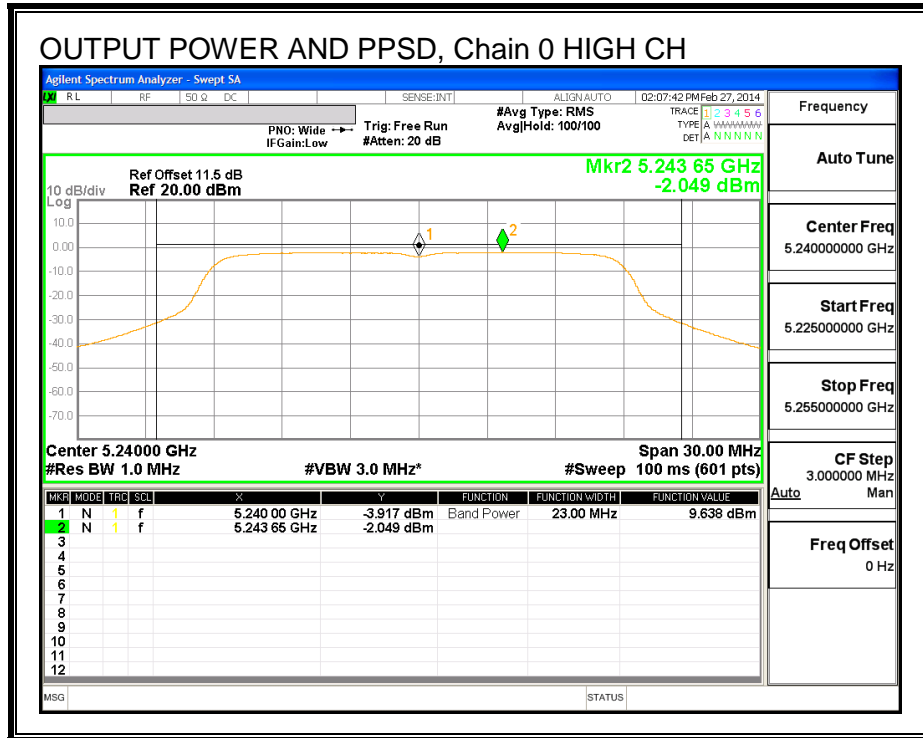 OUTPUT POWER AND PPSD, Chain 0 HIGH CH
Agilent Spectrum Analyzer - Swept SA
LXI RL RF 50 Ω DC SENSE:INT ALIGNAUTO 02:07:42 PM Feb 27, 2014
PNO: Wide
IFGain:Low
Trig: Free Run
#Atten: 20 dB
#Avg Type: RMS
Avg|Hold: 100/100
TRACE 1 2 3 4 5 6
TYPE A WWWWW
DET A N N N N N
Mkr2 5.243 65 GHz
-2.049 dBm
Ref Offset 11.5 dB
10 dB/div Ref 20.00 dBm
Log
10.0
0.00
-10.0
-20.0
-30.0
-40.0
-50.0
-60.0
-70.0
1
2
Center 5.24000 GHz Span 30.00 MHz
#Res BW 1.0 MHz #VBW 3.0 MHz* #Sweep 100 ms (601 pts)
MKR MODE TRC SCL X Y FUNCTION FUNCTION WIDTH FUNCTION VALUE
1 N 1 f 5.240 00 GHz -3.917 dBm Band Power 23.00 MHz 9.638 dBm
2 N 1 f 5.243 65 GHz -2.049 dBm
3
4
5
6
7
8
9
10
11
12
MSG STATUS
Frequency
Auto Tune
Center Freq
5.240000000 GHz
Start Freq
5.225000000 GHz
Stop Freq
5.255000000 GHz
CF Step
3.000000 MHz
Auto Man
Freq Offset
0 Hz